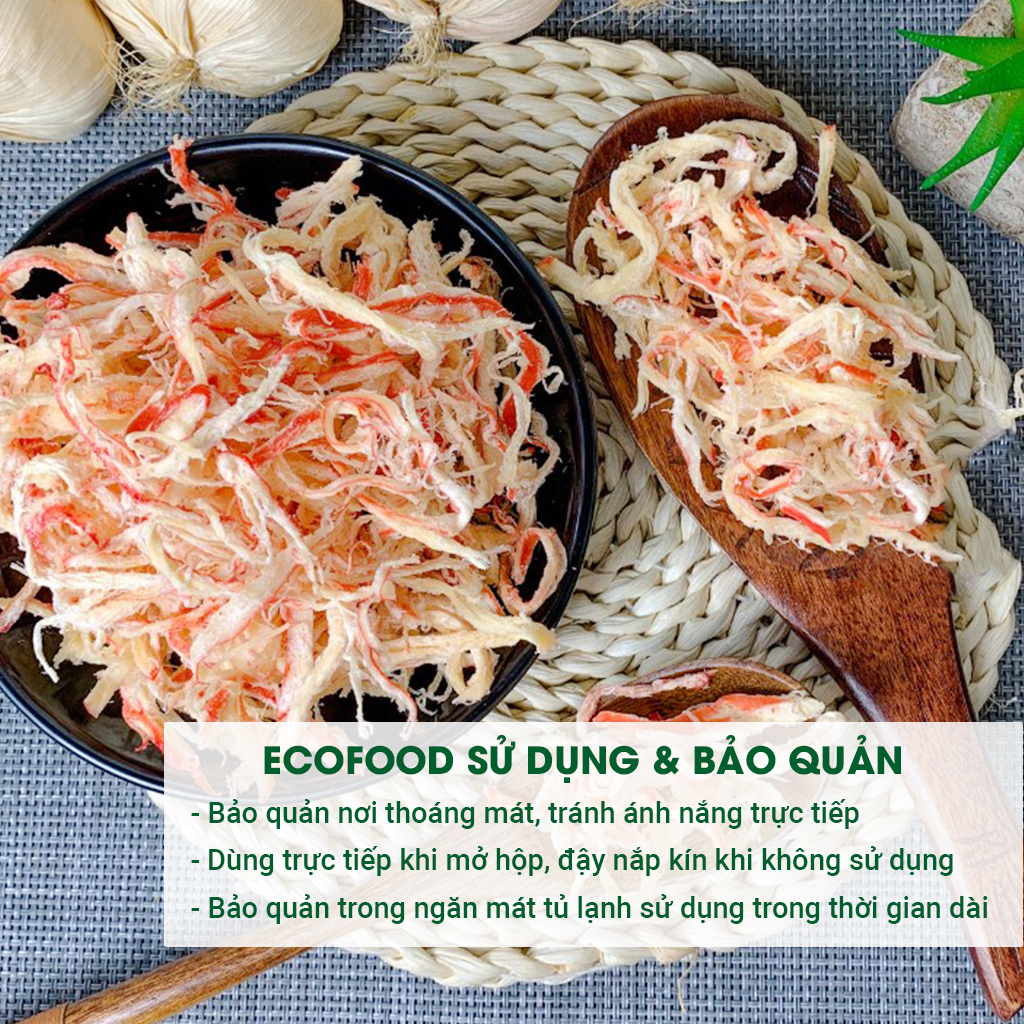 ECOFOOD SỬ DỤNG & BẢO QUẢN
- Bảo quản nơi thoáng mát, tránh ánh nắng trực tiếp
- Dùng trực tiếp khi mở hộp, đậy nắp kín khi không sử dụng
- Bảo quản trong ngăn mát tủ lạnh sử dụng trong thời gian dài